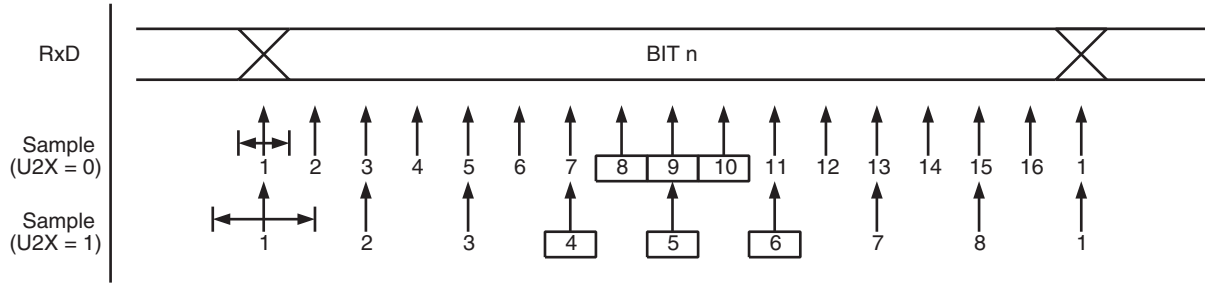 RxD BIT n
Sample
(U2X = 0) 1 2 3 4 5 6 7 8 9 10 11 12 13 14 15 16 1
Sample
(U2X = 1) 1 2 3 4 5 6 7 8 1